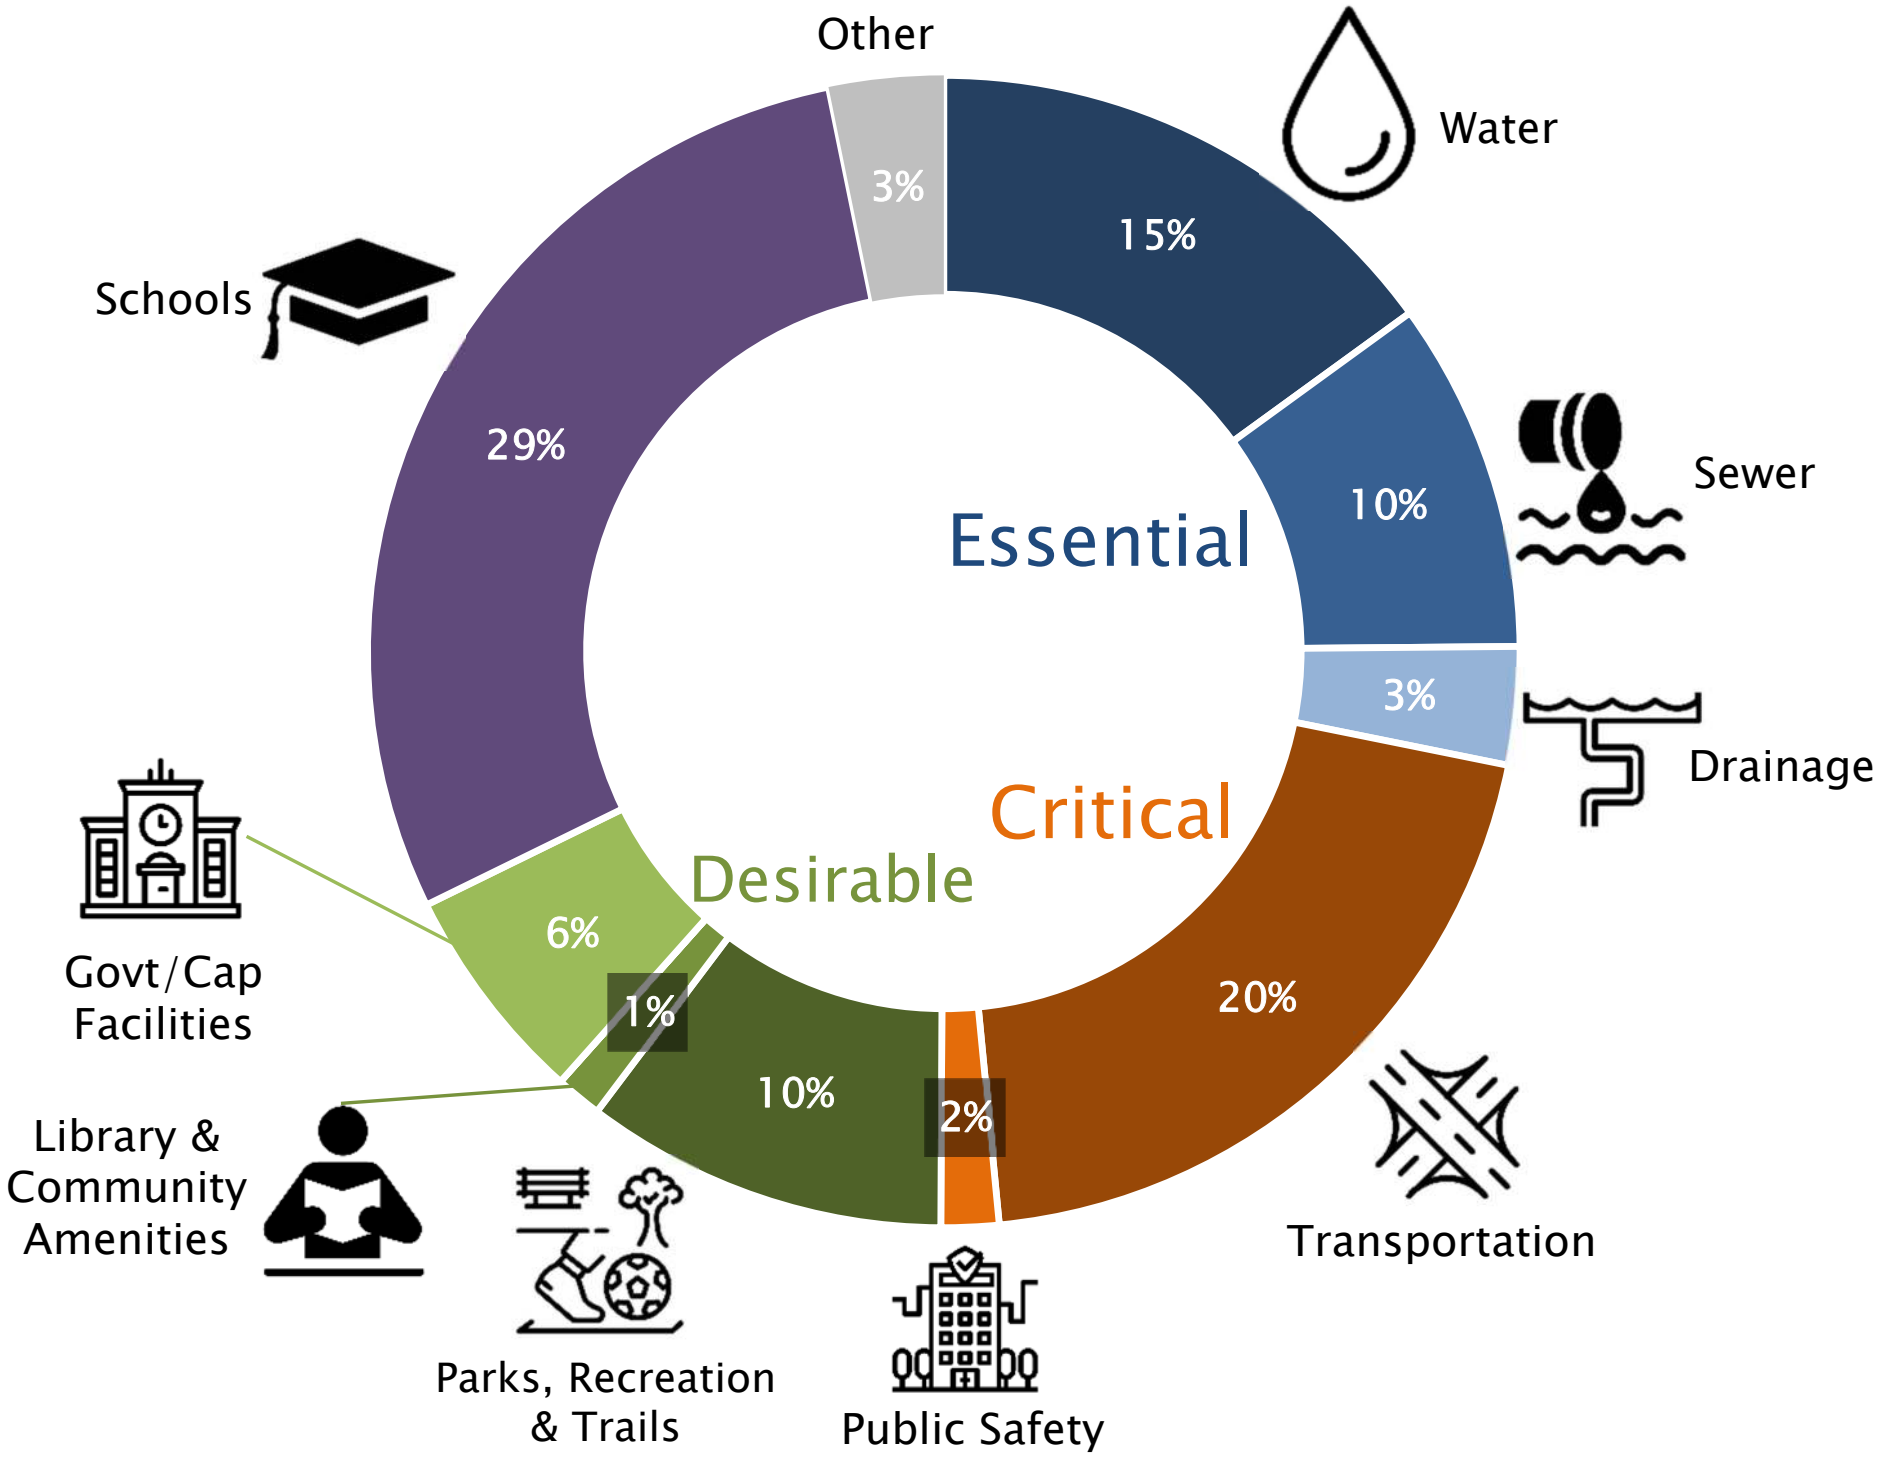 Other
Water
3%
15%
Schools
29%
10%
Sewer
Essential
3%
Drainage
Critical
Desirable
6%
Govt/Cap
Facilities
1%
20%
10%
2%
Library &
Community
Amenities
Transportation
Parks, Recreation
& Trails
Public Safety